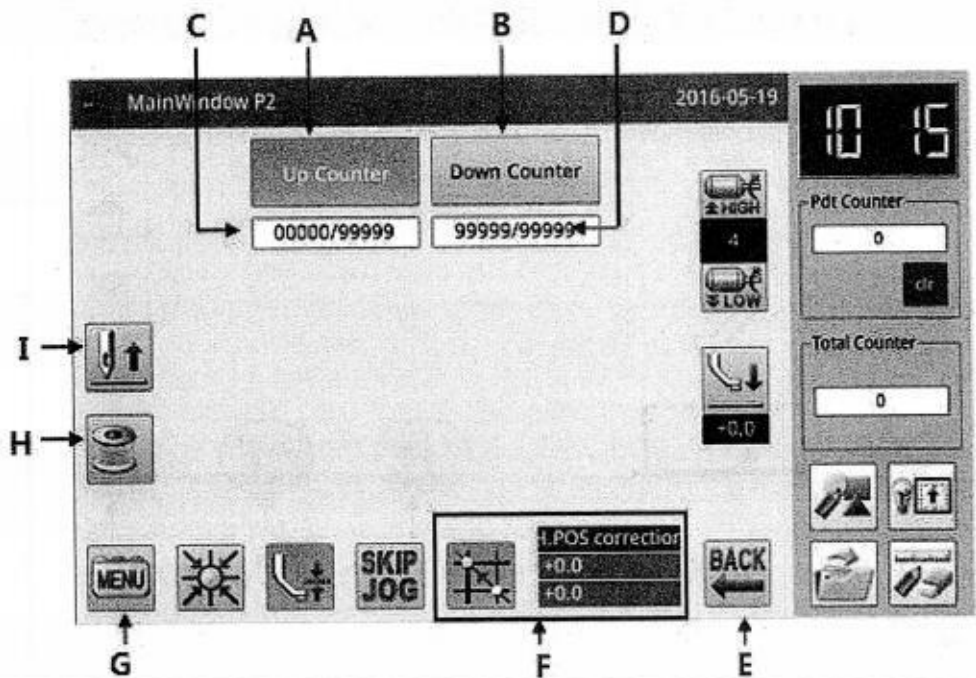 C A B D
MainWindow P2 2016-05-19
10 15
Up Counter Down Counter
00000/99999 99999/99999
HIGH
4
LOW
Pdt Counter
0
clr
I
Total Counter
0
H
+0.0
MENU
SKIP
JOG
I.POS correction
+0.0
+0.0
BACK
G F E